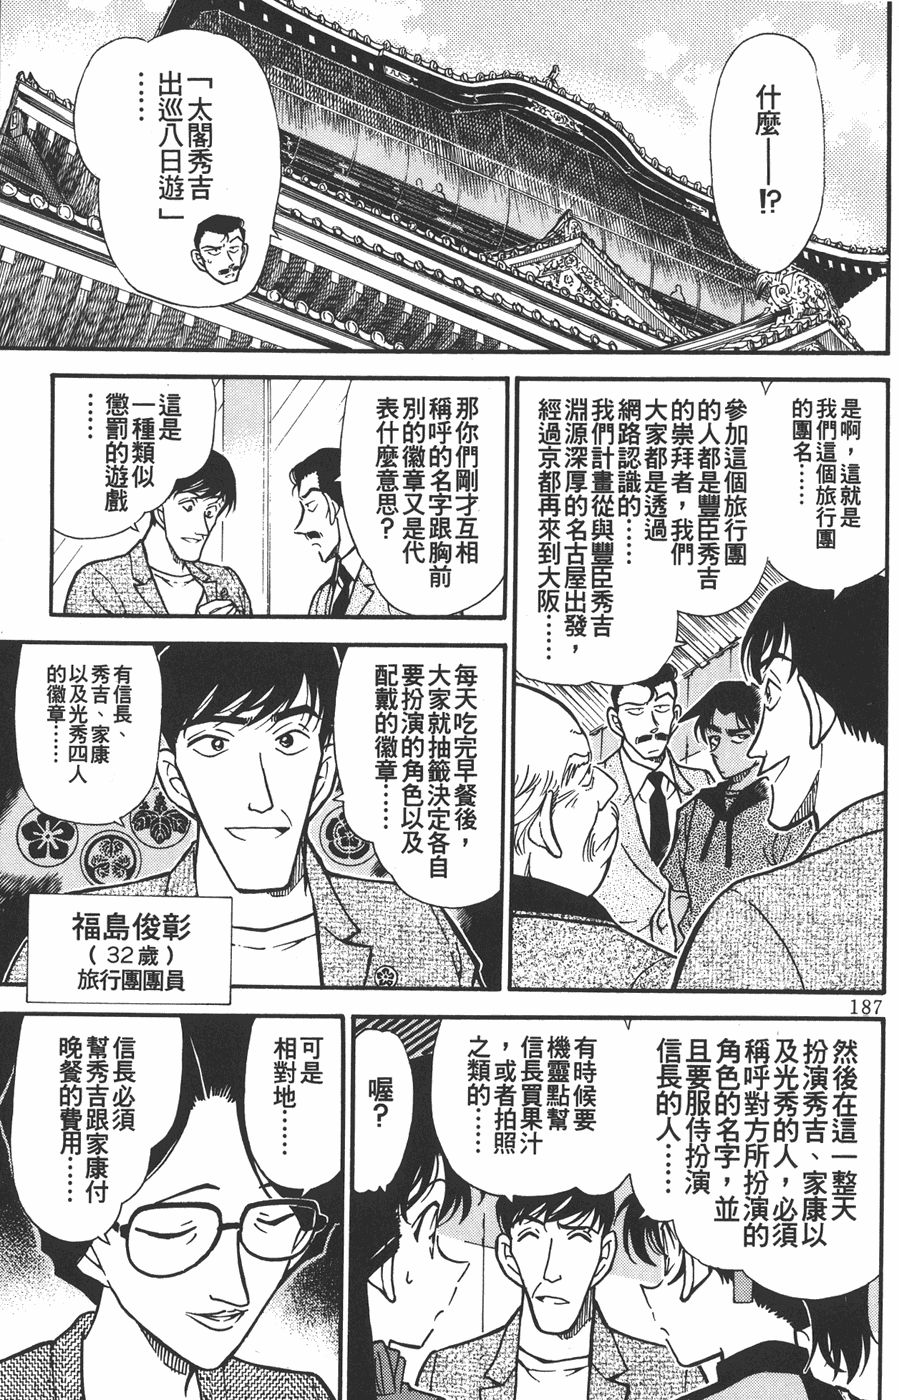 什麼——!?
「太閣秀吉
出巡八日遊」
……
是啊，這就是
我們這個旅行團
的團名……
參加這個旅行團
的人都是豐臣秀吉
的崇拜者，我們
大家都是透過
網路認識的……
我們計畫從與豐臣秀吉
淵源深厚的名古屋出發，
經過京都再來到大阪……
那你們剛才互相
稱呼的名字跟胸前
別的徽章又是代
表什麼意思？
這是
一種類似
懲罰的遊戲
……
每天吃完早餐後，
大家就抽籤決定各自
要扮演的角色以及
配戴的徽章……
有信長、
秀吉、家康
以及光秀四人
的徽章……
福島俊彰
(32歲)
旅行團團員
187
然後在這一整天
扮演秀吉、家康以
及光秀的人，必須
稱呼對方所扮演的
角色的名字，並
且要服侍扮演
信長的人……
有時候要
機靈點幫
信長買果汁
，或者拍照
之類的……
喔？
可是
相對地……
信長必須
幫秀吉跟家康付
晚餐的費用……